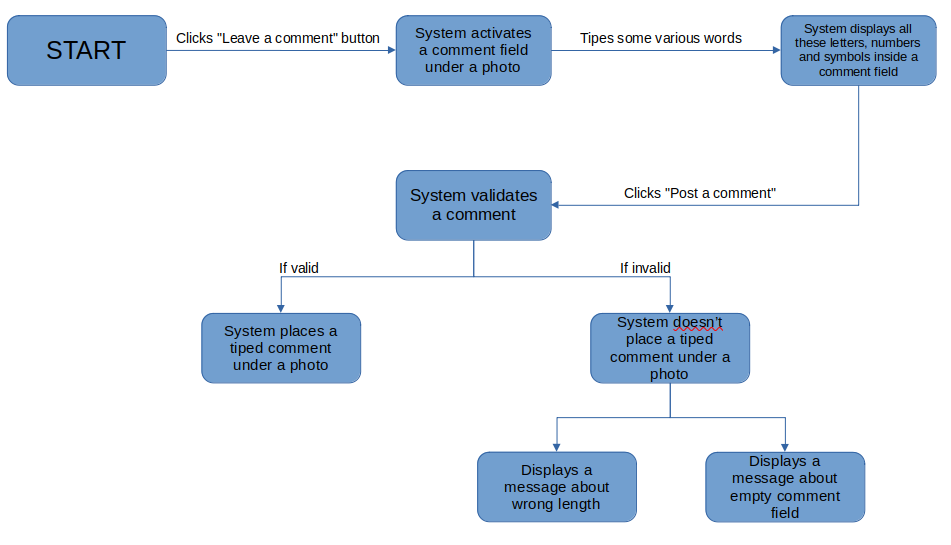 START
Clicks "Leave a comment" button
System activates
a comment field
under a photo
Tipes some various words
System displays all
these letters, numbers
and symbols inside a
comment field
Clicks "Post a comment"
System validates
a comment
If valid
If invalid
System places a
tiped comment
under a photo
System doesn't
place a tiped
comment under a
photo
Displays a
message about
wrong length
Displays a
message about
empty comment
field